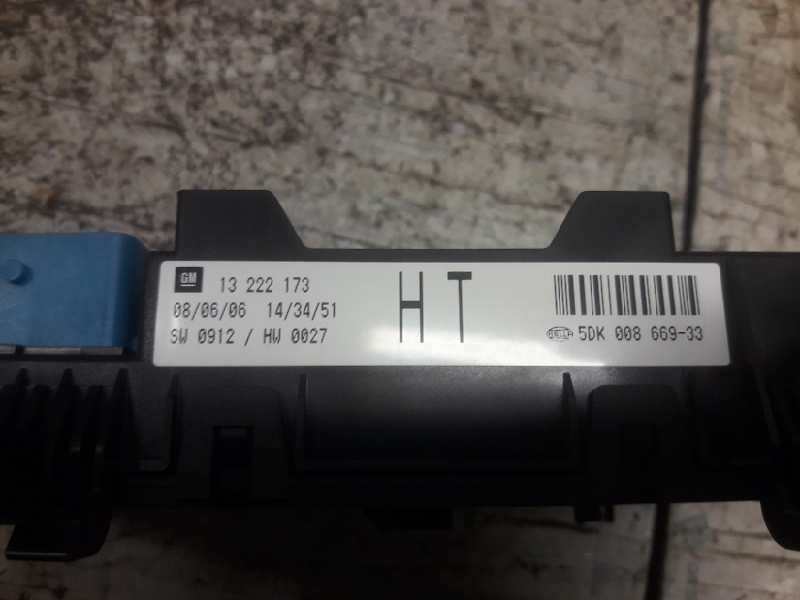 GM 13 222 173
08/06/06 14/34/51
SW 0912 / HW 0027
HT
HELLA 5DK 008 669-33